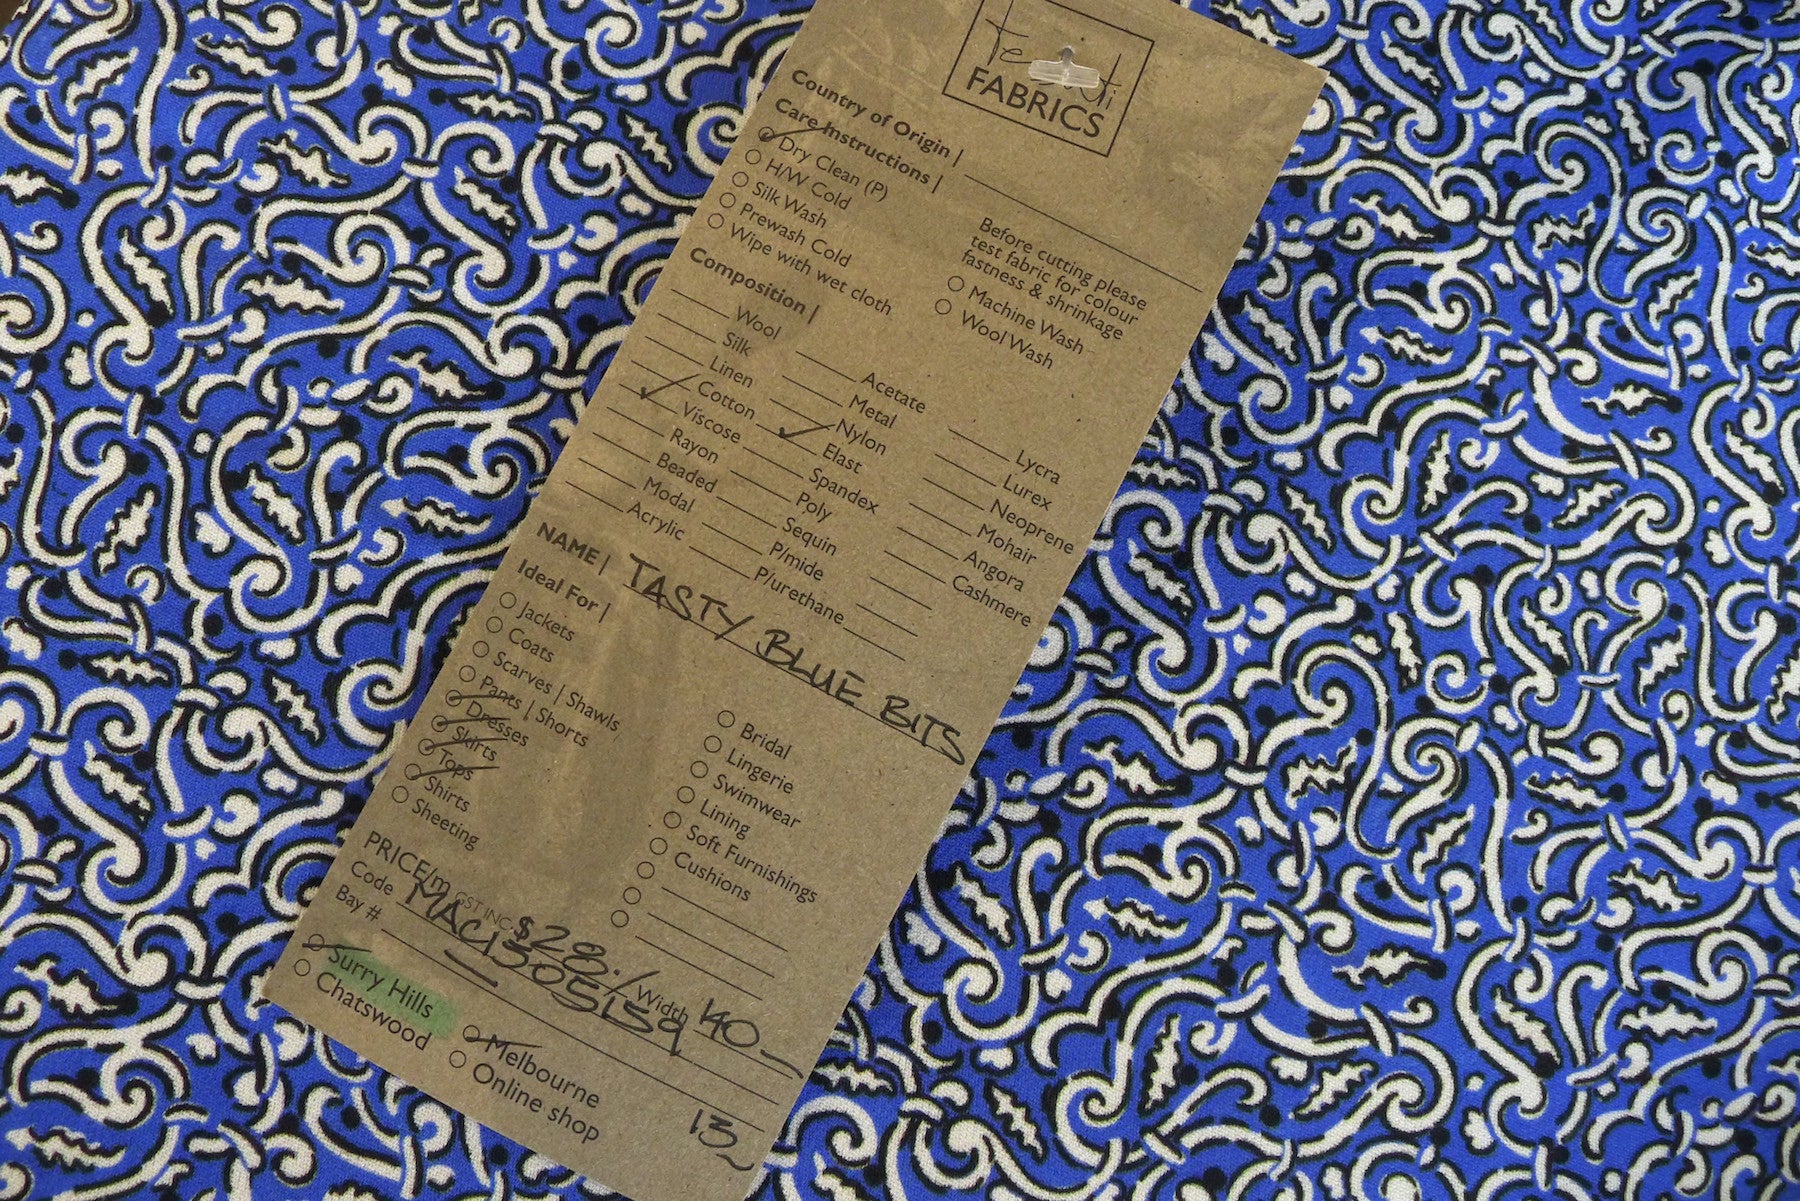 FABRICS
Country of Origin |
Care Instructions |
Dry Clean (P)
H/W Cold
Silk Wash
Prewash Cold
Wipe with wet cloth
Before cutting please
test fabric for colour
fastness & shrinkage
Machine Wash
Wool Wash
Composition |
Wool
Silk
Linen
Cotton
Viscose
Rayon
Beaded
Modal
Acrylic
Acetate
Metal
Nylon
Elast
Spandex
Poly
Sequin
P/mide
P/urethane
Lycra
Lurex
Neoprene
Mohair
Angora
Cashmere
NAME | TASTY BLUE BITS
Ideal For |
Jackets
Coats
Scarves | Shawls
Pants | Shorts
Dresses
Skirts
Tops
Shirts
Sheeting
Bridal
Lingerie
Swimwear
Lining
Soft Furnishings
Cushions
PRICE/m GST INC $28./ Width 140
Code MAC1305159
Bay #
Surry Hills
Chatswood
Melbourne
Online shop
13